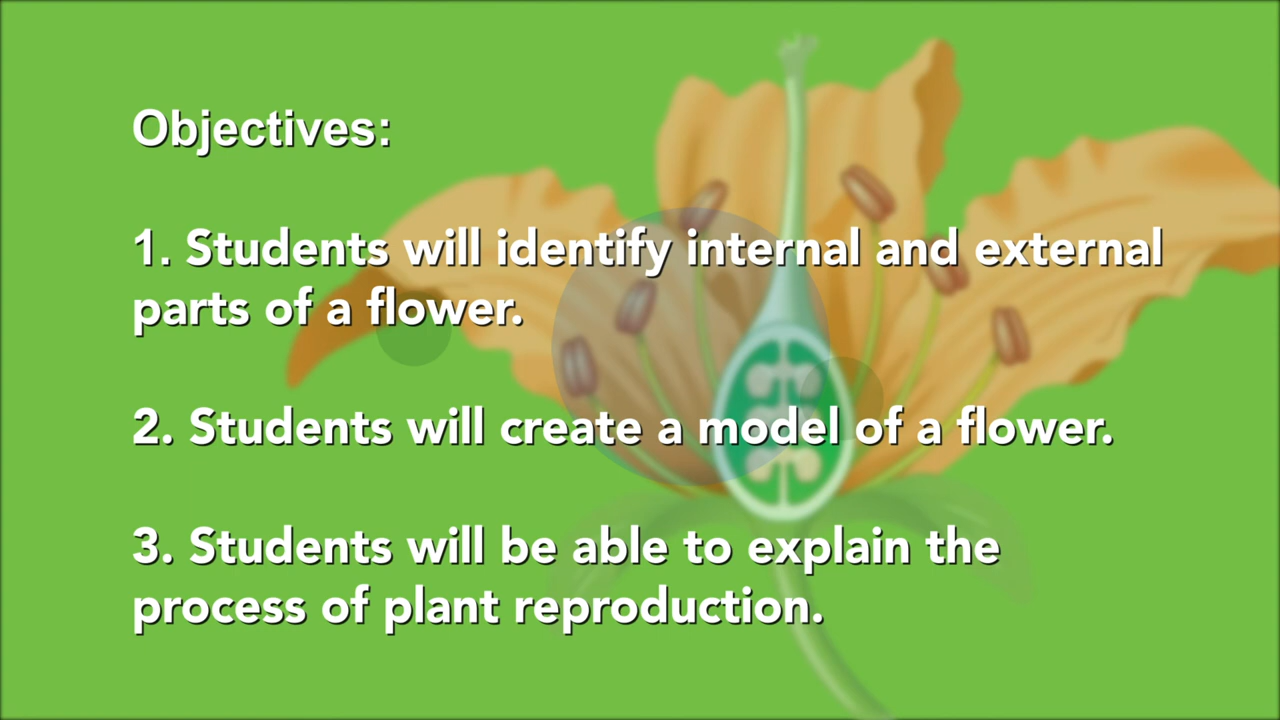 Objectives:
1. Students will identify internal and external
parts of a flower.
2. Students will create a model of a flower.
3. Students will be able to explain the
process of plant reproduction.